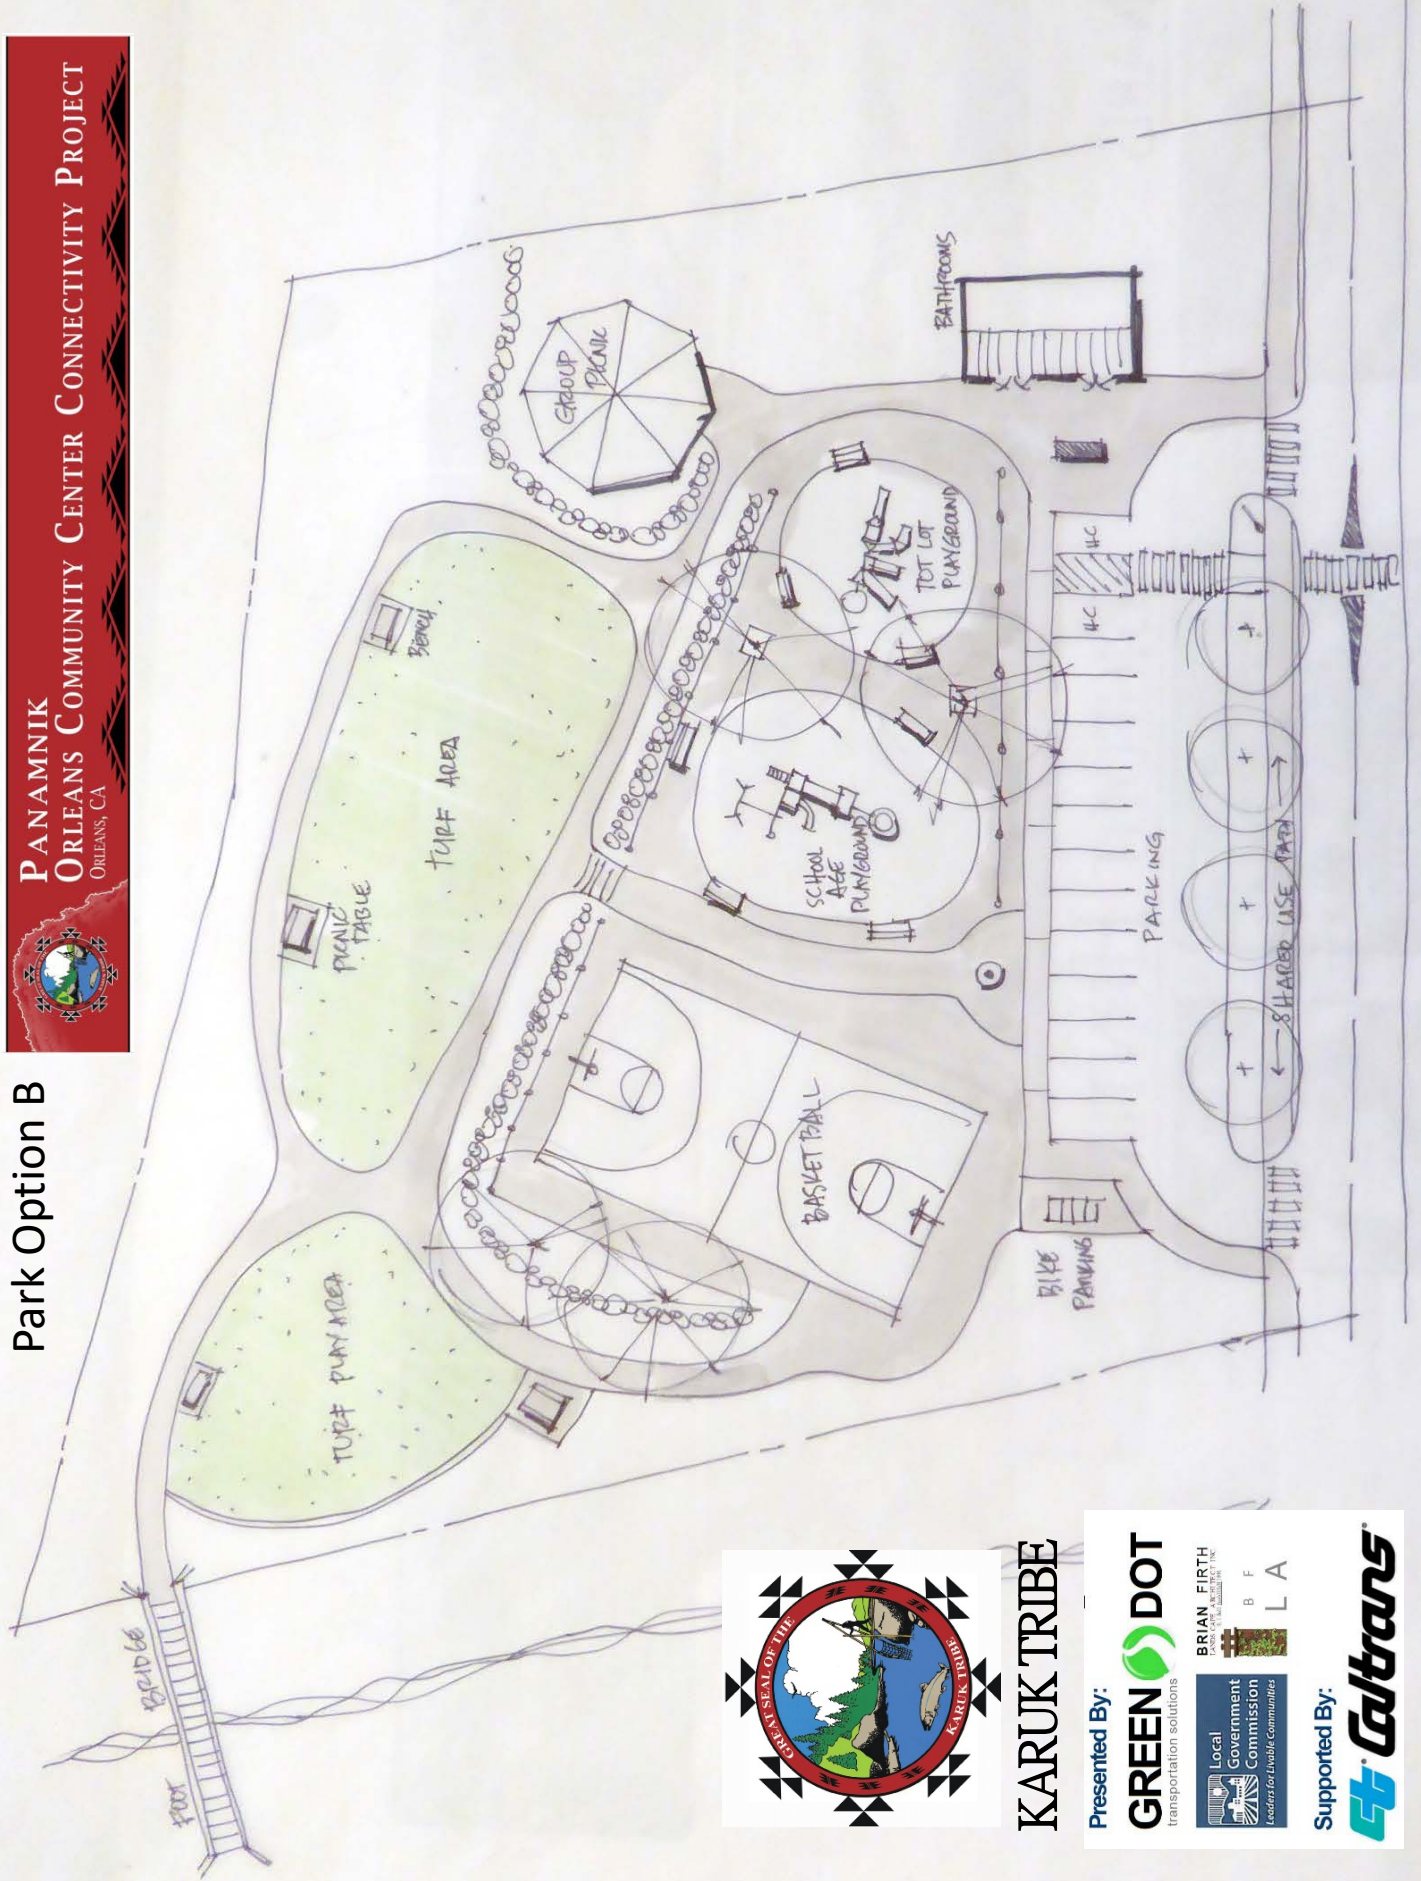 PANAMNIK
ORLEANS COMMUNITY CENTER CONNECTIVITY PROJECT
ORLEANS, CA
Park Option B
FOOT BRIDGE
TURF PLAY AREA
PICNIC
TABLE
BENCH
TURF AREA
GROUP
PICNIC
BASKETBALL
SCHOOL
AGE
PLAYGROUND
TOT LOT
PLAYGROUND
BATHROOMS
BIKE
PARKING
HC
HC
PARKING
SHARED USE PATH
GREAT SEAL OF THE
KARUK TRIBE
KARUK TRIBE
Presented By:
GREEN DOT
transportation solutions
Local
Government
Commission
Leaders for Livable Communities
BRIAN FIRTH
LANDSCAPE ARCHITECT INC
B F
L A
Supported By:
Caltrans